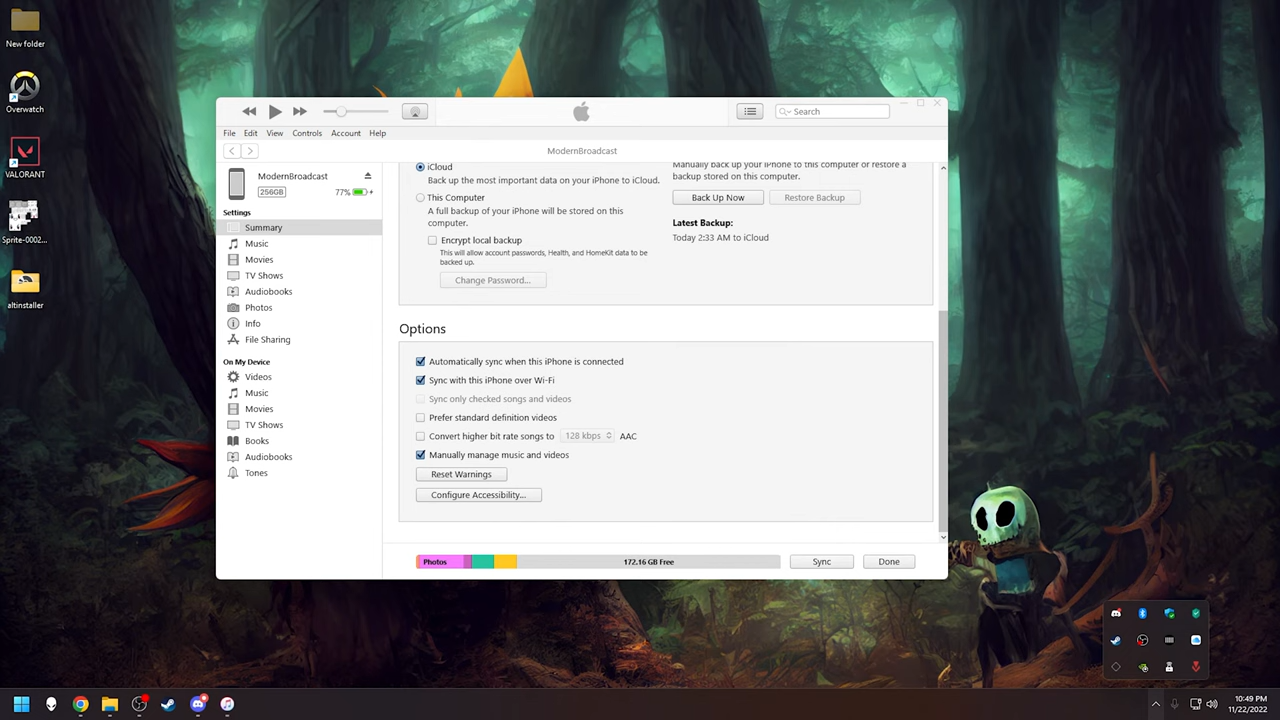 New folder
Overwatch
VALORANT
Sprite-0002...
altinstaller
Search
File Edit View Controls Account Help
ModernBroadcast
ModernBroadcast
256GB
77%
Settings
Summary
Music
Movies
TV Shows
Audiobooks
Photos
Info
File Sharing
On My Device
Videos
Music
Movies
TV Shows
Books
Audiobooks
Tones
iCloud
Back up the most important data on your iPhone to iCloud.
This Computer
A full backup of your iPhone will be stored on this
computer.
Encrypt local backup
This will allow account passwords, Health, and HomeKit data to be
backed up.
Change Password...
Manually back up your iPhone to this computer or restore a
backup stored on this computer.
Back Up Now
Restore Backup
Latest Backup:
Today 2:33 AM to iCloud
Options
Automatically sync when this iPhone is connected
Sync with this iPhone over Wi-Fi
Sync only checked songs and videos
Prefer standard definition videos
Convert higher bit rate songs to 128 kbps AAC
Manually manage music and videos
Reset Warnings
Configure Accessibility...
Photos
172.16 GB Free
Sync
Done
10:49 PM
11/22/2022